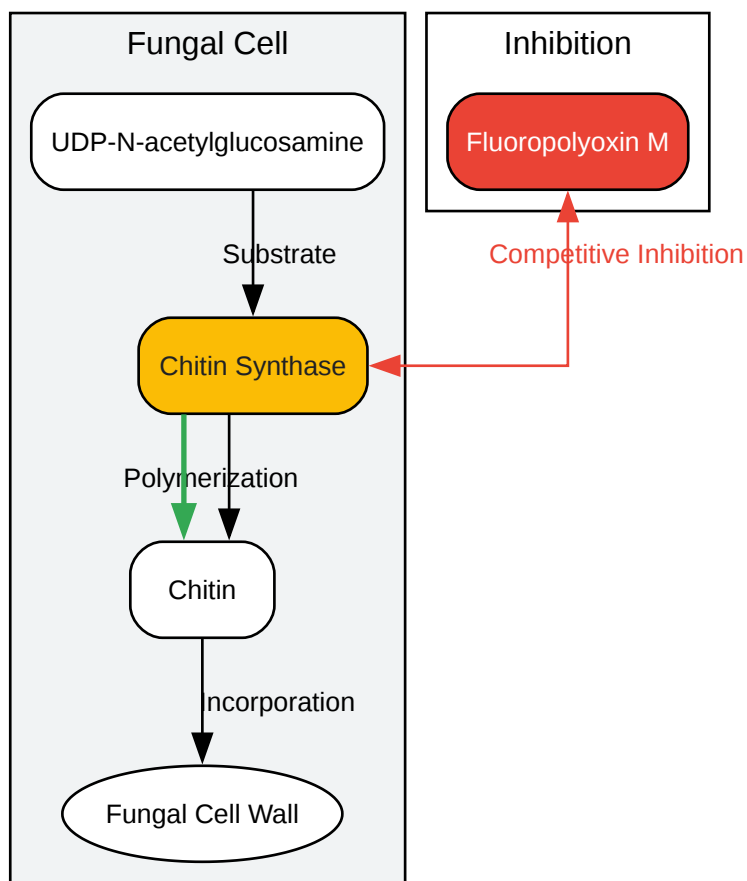 Fungal Cell
Inhibition
UDP-N-acetylglucosamine
Fluoropolyoxin M
Substrate
Competitive Inhibition
Chitin Synthase
Polymerization
Chitin
Incorporation
Fungal Cell Wall